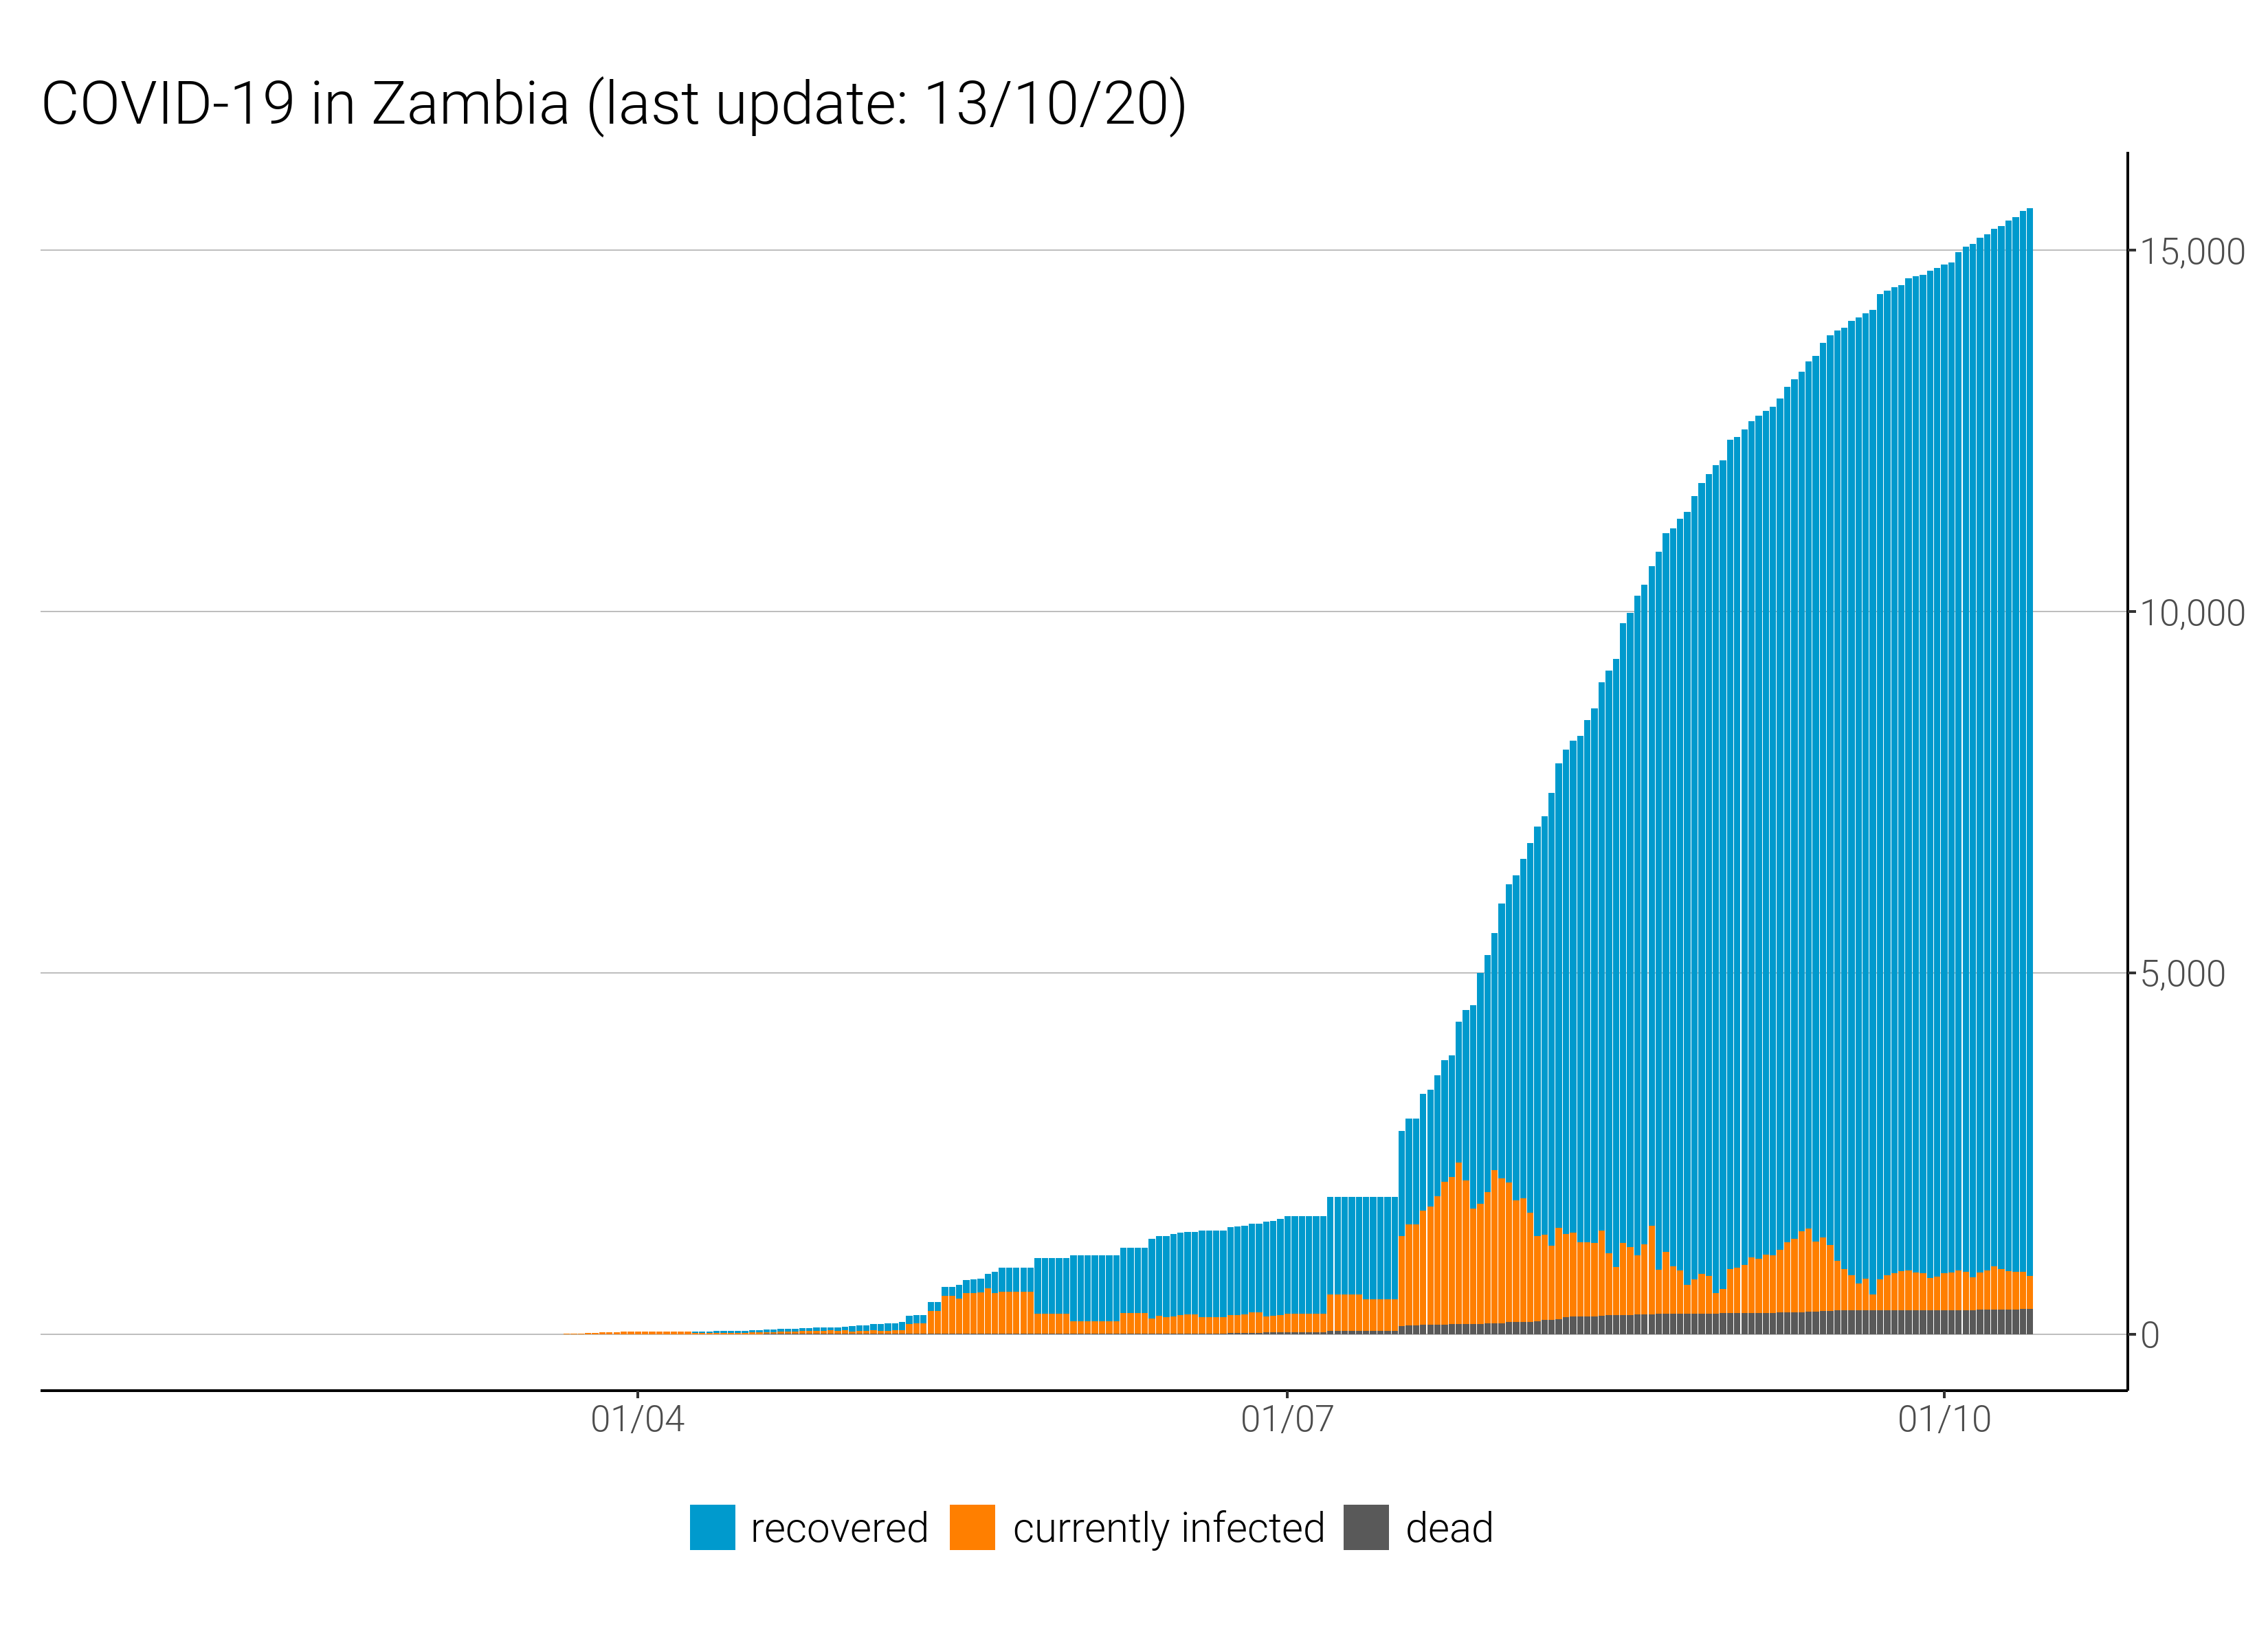 COVID-19 in Zambia (last update: 13/10/20)
15,000
10,000
5,000
0
01/04 01/07 01/10
recovered currently infected dead